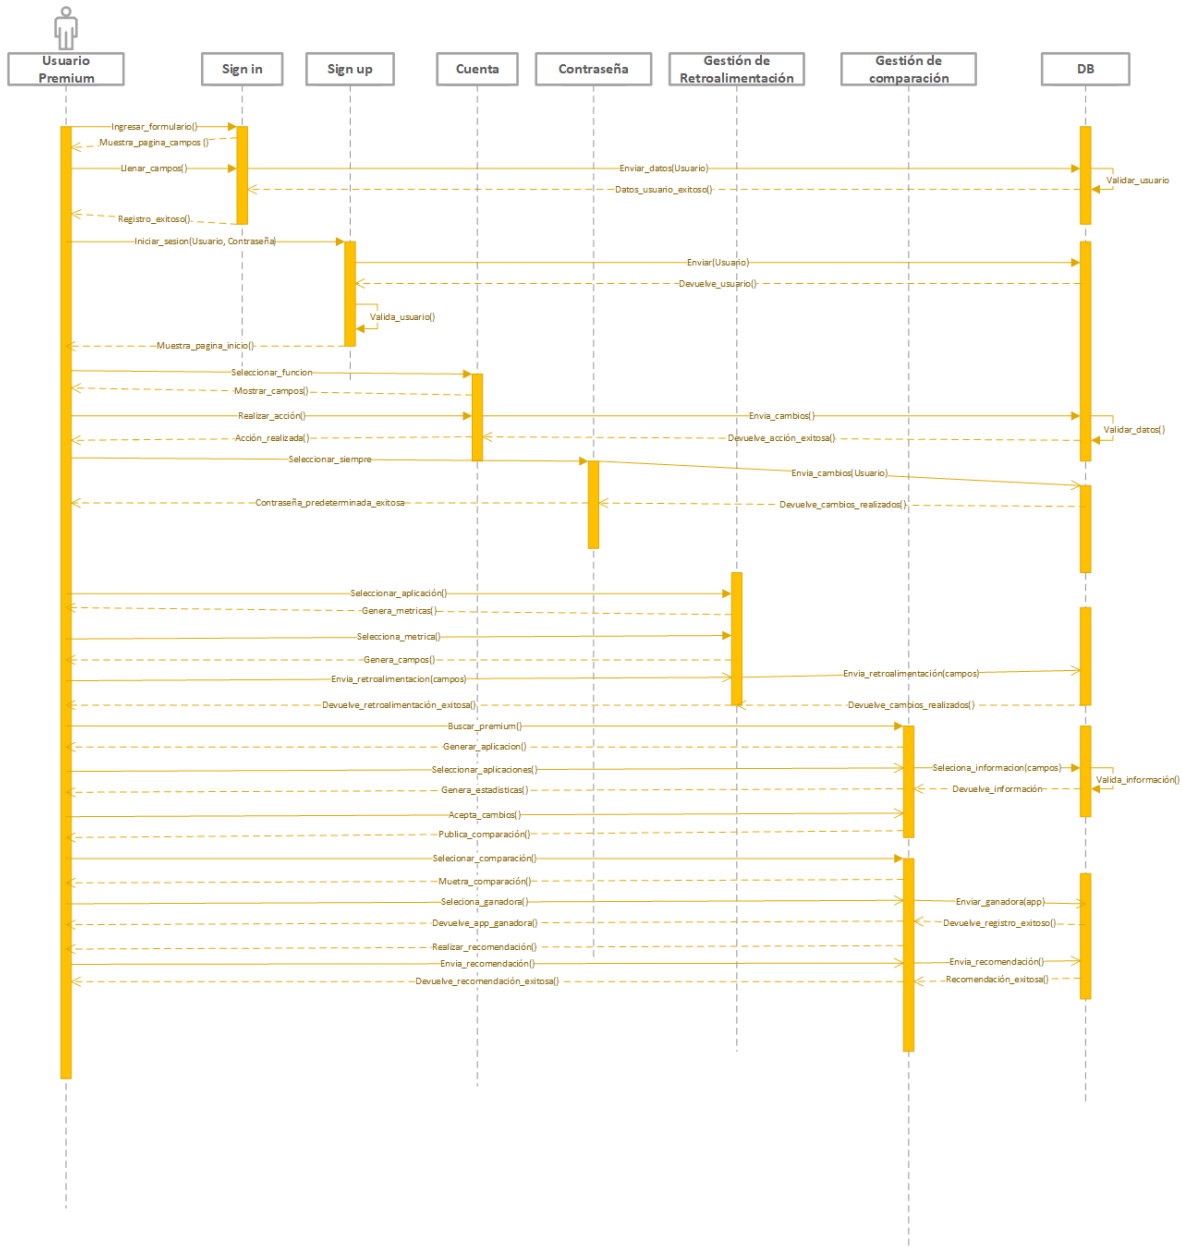 Usuario
Premium
Sign in
Sign up
Cuenta
Contraseña
Gestión de
Retroalimentación
Gestión de
comparación
DB
Ingresar_formulario()
Muestra_pagina_campos ()
Llenar_campos()
Enviar_datos(Usuario)
Validar_usuario
Datos_usuario_exitoso()
Registro_exitoso()
Iniciar_sesion(Usuario, Contraseña)
Enviar(Usuario)
Devuelve_usuario()
Valida_usuario()
Muestra_pagina_inicio()
Seleccionar_funcion
Mostrar_campos()
Realizar_acción()
Envia_cambios()
Validar_datos()
Acción_realizada()
Devuelve_acción_exitosa()
Seleccionar_siempre
Envia_cambios(Usuario)
Contraseña_predeterminada_exitosa
Devuelve_cambios_realizados()
Seleccionar_aplicación()
Genera_metricas()
Selecciona_metrica()
Genera_campos()
Envia_retroalimentacion(campos)
Envia_retroalimentación(campos)
Devuelve_retroalimentación_exitosa()
Devuelve_cambios_realizados()
Buscar_premium()
Generar_aplicacion()
Seleccionar_aplicaciones()
Seleciona_informacion(campos)
Valida_información()
Genera_estadisticas()
Devuelve_información
Acepta_cambios()
Publica_comparación()
Selecionar_comparación()
Muetra_comparación()
Seleciona_ganadora()
Enviar_ganadora(app)
Devuelve_app_ganadora()
Devuelve_registro_exitoso()
Realizar_recomendación()
Envia_recomendación()
Envia_recomendación()
Devuelve_recomendación_exitosa()
Recomendación_exitosa()